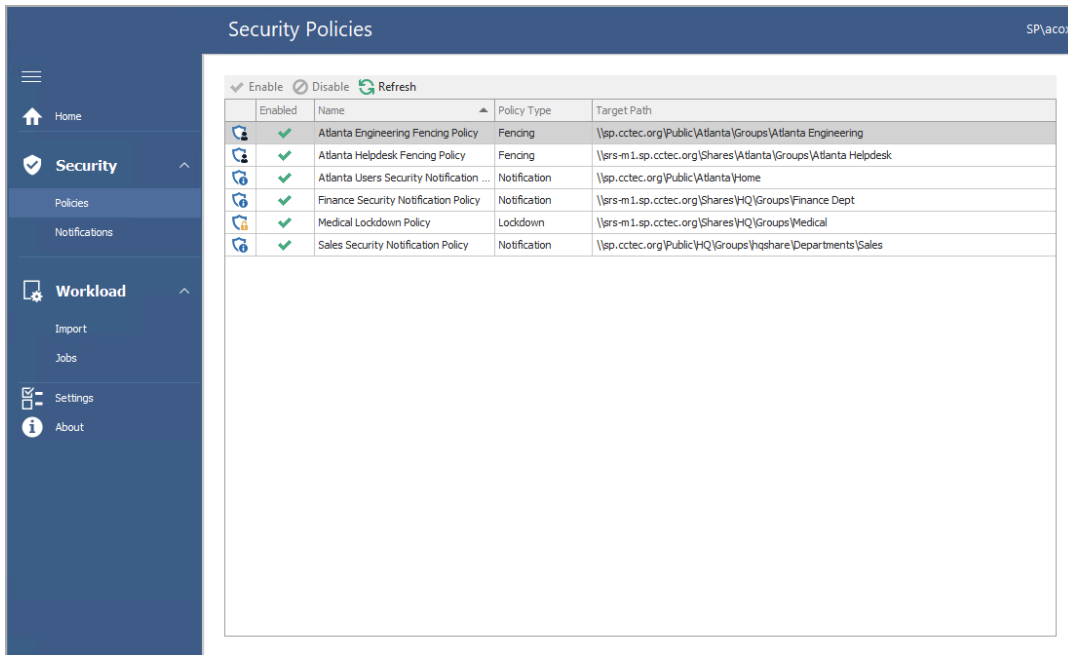 Security Policies SP\acox
Enable Disable Refresh
Home
Security
Policies
Notifications
Workload
Import
Jobs
Settings
About
Enabled Name Policy Type Target Path
Atlanta Engineering Fencing Policy Fencing \\sp.cctec.org\Public\Atlanta\Groups\Atlanta Engineering
Atlanta Helpdesk Fencing Policy Fencing \\srs-m1.sp.cctec.org\Shares\Atlanta\Groups\Atlanta Helpdesk
Atlanta Users Security Notification ... Notification \\sp.cctec.org\Public\Atlanta\Home
Finance Security Notification Policy Notification \\srs-m1.sp.cctec.org\Shares\HQ\Groups\Finance Dept
Medical Lockdown Policy Lockdown \\srs-m1.sp.cctec.org\Shares\HQ\Groups\Medical
Sales Security Notification Policy Notification \\sp.cctec.org\Public\HQ\Groups\hqshare\Departments\Sales